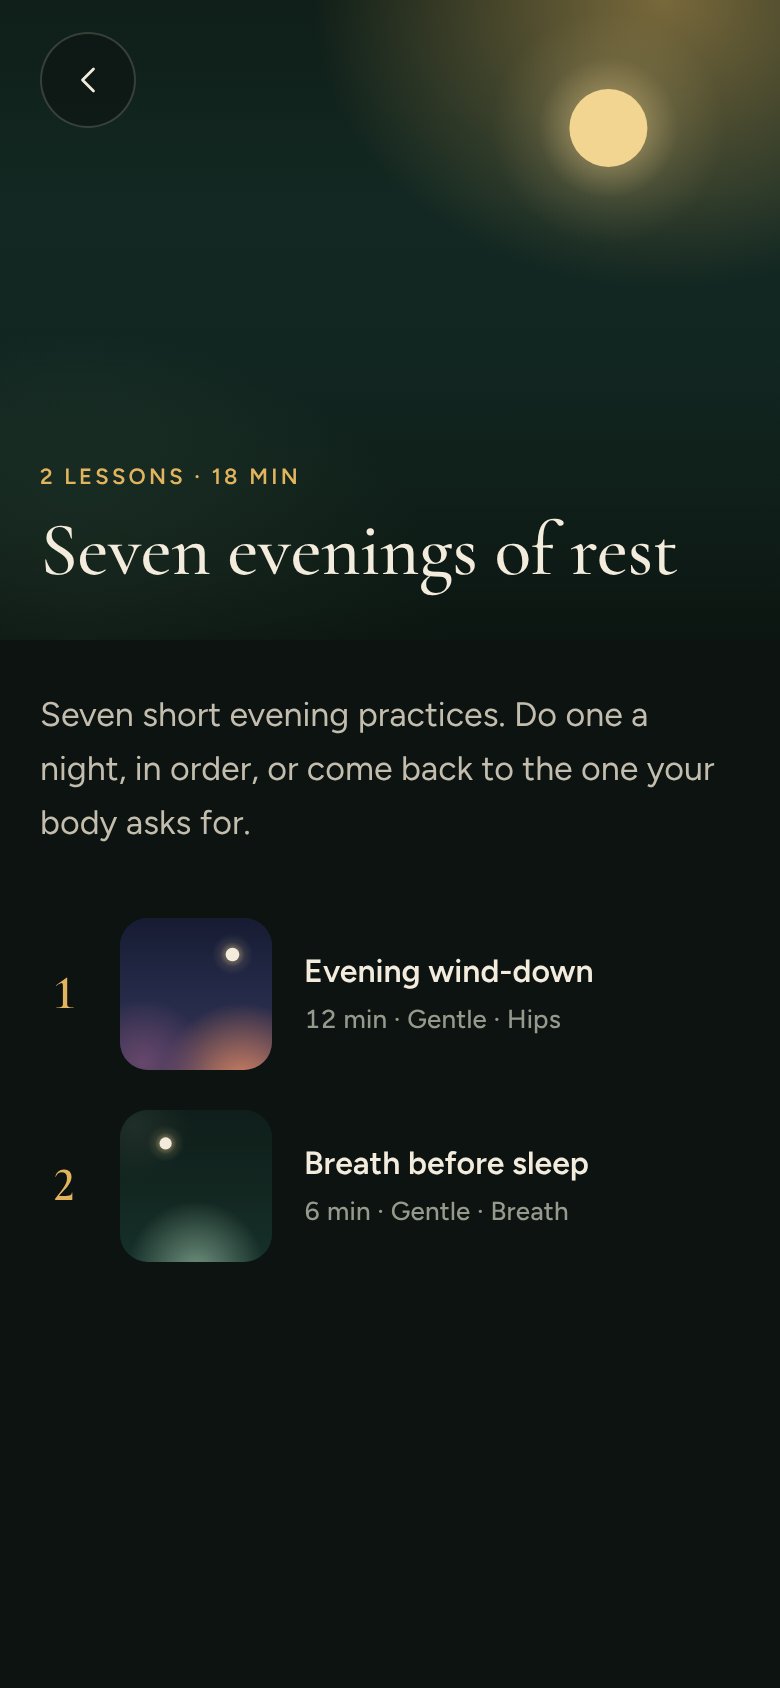 2 LESSONS · 18 MIN
Seven evenings of rest
Seven short evening practices. Do one a
night, in order, or come back to the one your
body asks for.
1
Evening wind-down
12 min · Gentle · Hips
2
Breath before sleep
6 min · Gentle · Breath